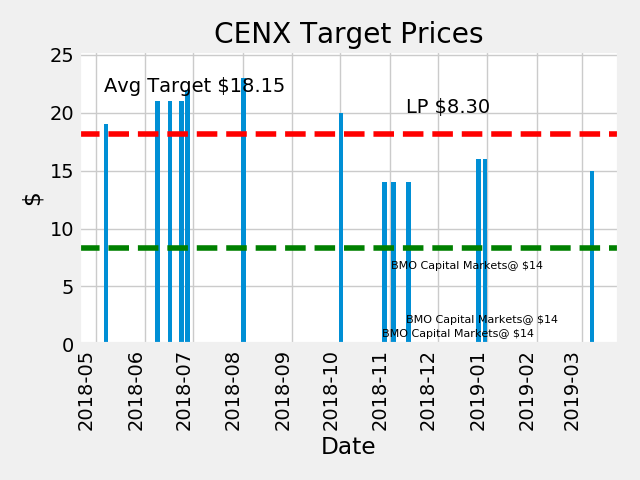 CENX Target Prices
25
Avg Target $18.15
LP $8.30
20
15
$
10
BMO Capital Markets@ $14
5
BMO Capital Markets@ $14
BMO Capital Markets@ $14
0
2018-05
2018-06
2018-07
2018-08
2018-09
2018-10
2018-11
2018-12
2019-01
2019-02
2019-03
Date